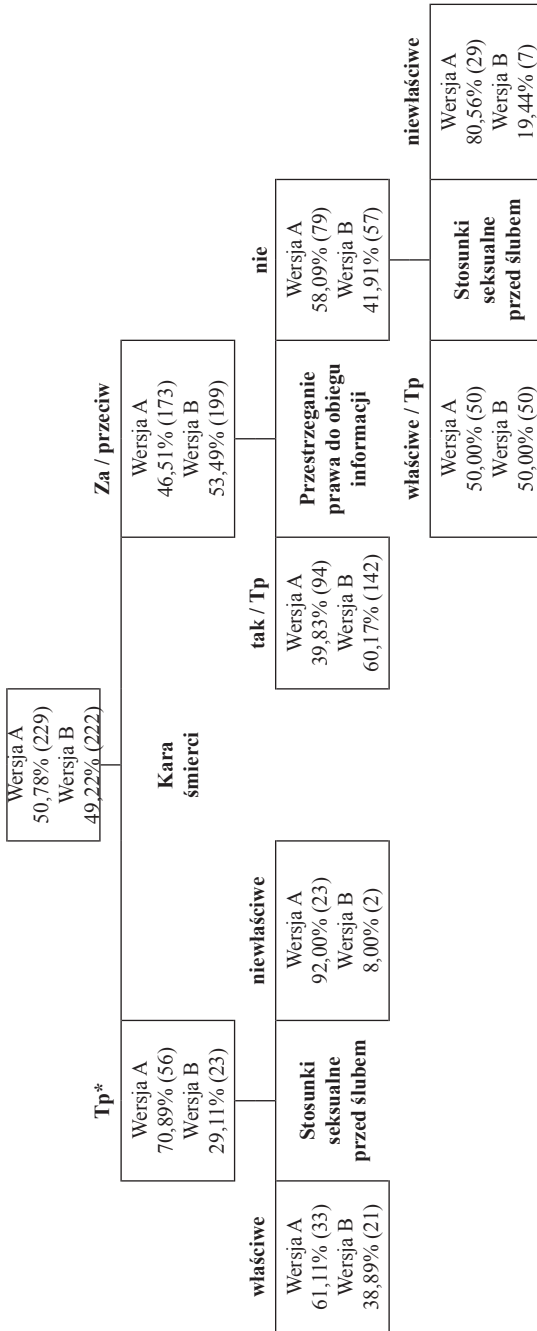 Wersja A
50,78% (229)
Wersja B
49,22% (222)
Tp*
Za / przeciw
Wersja A
70,89% (56)
Wersja B
29,11% (23)
Kara
śmierci
Wersja A
46,51% (173)
Wersja B
53,49% (199)
właściwe
niewłaściwe
tak / Tp
nie
Wersja A
61,11% (33)
Wersja B
38,89% (21)
Stosunki
seksualne
przed ślubem
Wersja A
92,00% (23)
Wersja B
8,00% (2)
Wersja A
39,83% (94)
Wersja B
60,17% (142)
Przestrzeganie
prawa do obiegu
informacji
Wersja A
58,09% (79)
Wersja B
41,91% (57)
właściwe / Tp
niewłaściwe
Wersja A
50,00% (50)
Wersja B
50,00% (50)
Stosunki
seksualne
przed ślubem
Wersja A
80,56% (29)
Wersja B
19,44% (7)